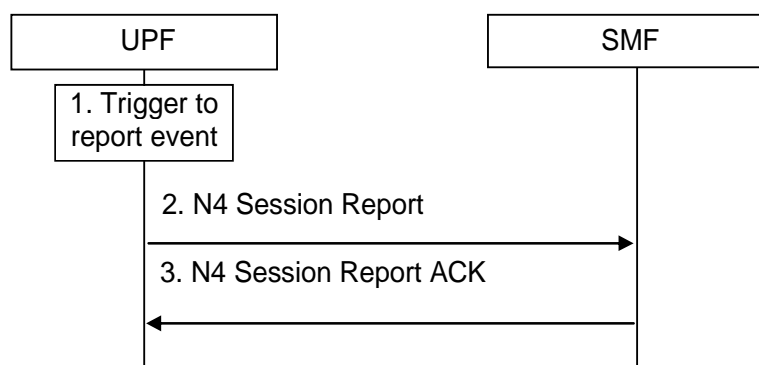 UPF
SMF
1. Trigger to
report event
2. N4 Session Report
3. N4 Session Report ACK